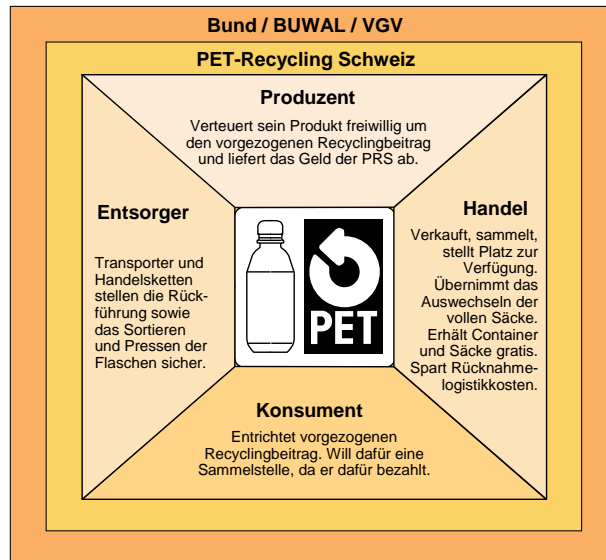 Bund / BUWAL / VGV
PET-Recycling Schweiz
Produzent
Verteuert sein Produkt freiwillig um
den vorgezogenen Recyclingbeitrag
und liefert das Geld der PRS ab.
Entsorger
Transporter und
Handelsketten
stellen die Rück-
führung sowie
das Sortieren
und Pressen der
Flaschen sicher.
PET
Handel
Verkauft, sammelt,
stellt Platz zur
Verfügung.
Übernimmt das
Auswechseln der
vollen Säcke.
Erhält Container
und Säcke gratis.
Spart Rücknahme-
logistikkosten.
Konsument
Entrichtet vorgezogenen
Recyclingbeitrag. Will dafür eine
Sammelstelle, da er dafür bezahlt.